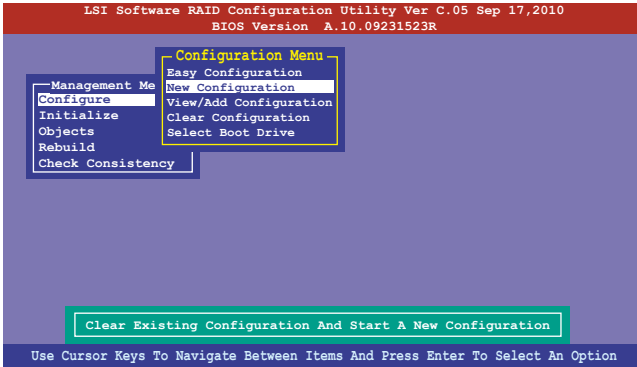 LSI Software RAID Configuration Utility Ver C.05 Sep 17,2010
BIOS Version A.10.09231523R
Management Me
Configure
Initialize
Objects
Rebuild
Check Consistency
Configuration Menu
Easy Configuration
New Configuration
View/Add Configuration
Clear Configuration
Select Boot Drive
Clear Existing Configuration And Start A New Configuration
Use Cursor Keys To Navigate Between Items And Press Enter To Select An Option